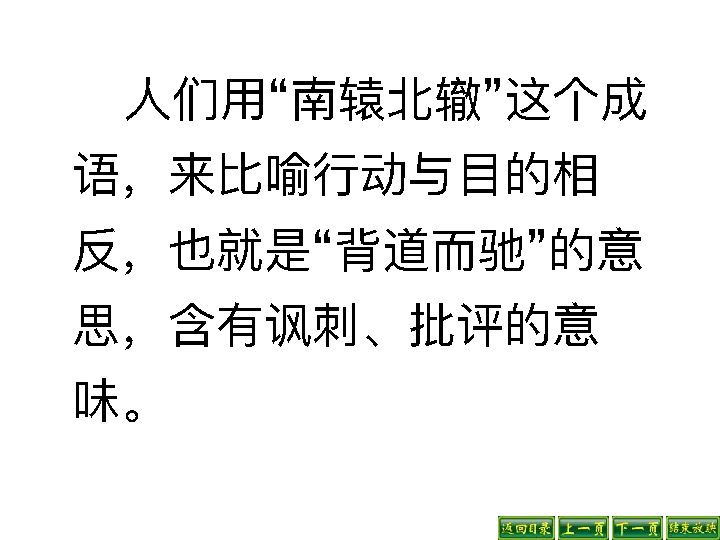 人们用“南辕北辙”这个成
语，来比喻行动与目的相
反，也就是“背道而驰”的意
思，含有讽刺、批评的意
味。
返回目录 上一页 下一页 结束放映